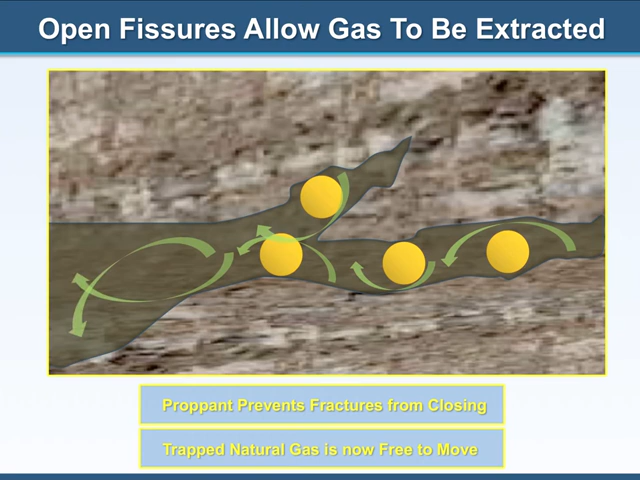 Open Fissures Allow Gas To Be Extracted
Proppant Prevents Fractures from Closing
Trapped Natural Gas is now Free to Move